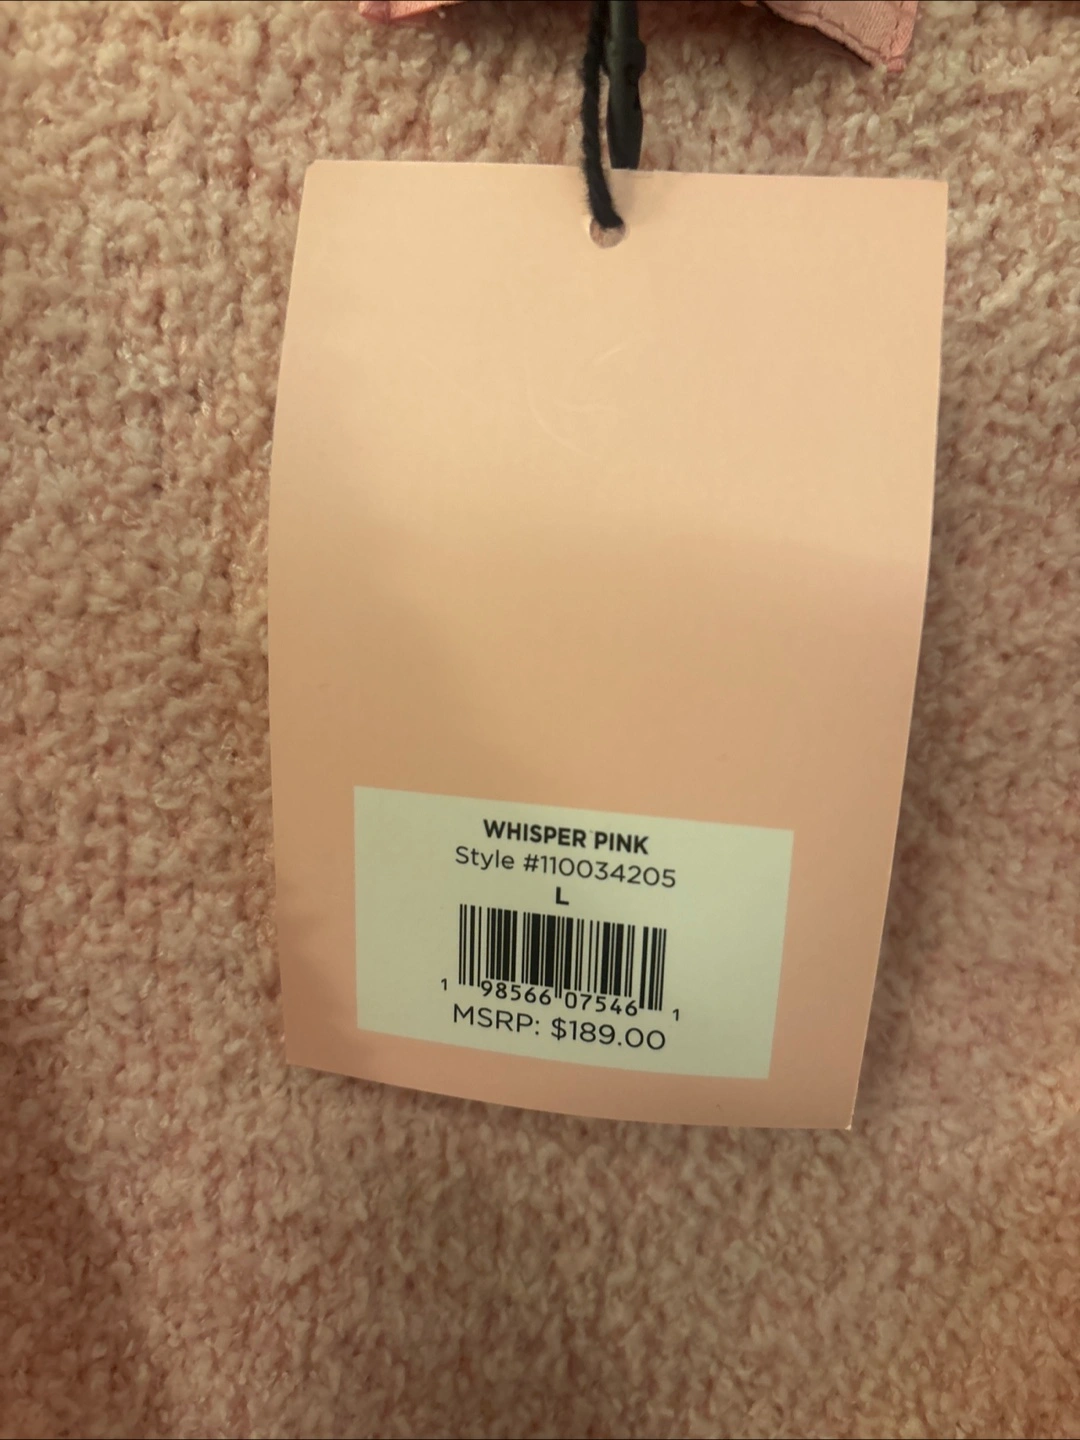 WHISPER PINK
Style #110034205
L
1 98566 07546 1
MSRP: $189.00